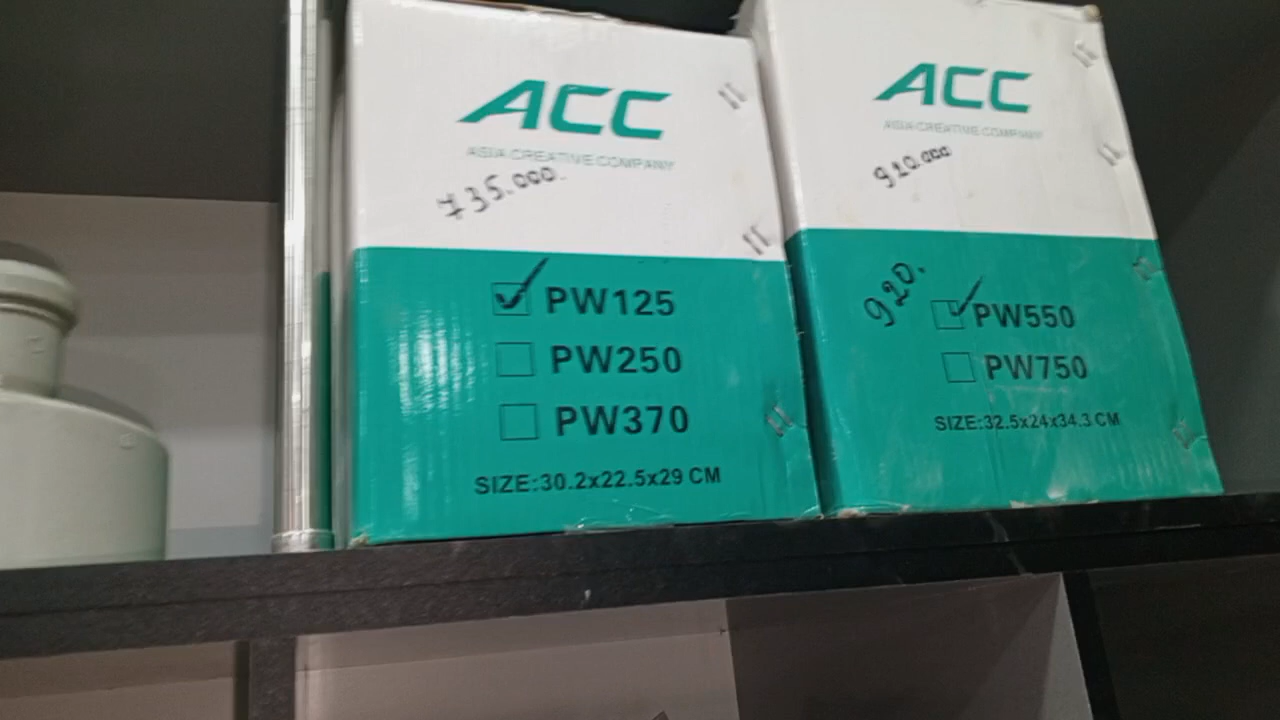 ACC
ASIA CREATIVE COMPANY
735.000.
PW125
PW250
PW370
SIZE:30.2x22.5x29 CM
ACC
ASIA CREATIVE COMPANY
920.000
920.
PW550
PW750
SIZE:32.5x24x34.3 CM